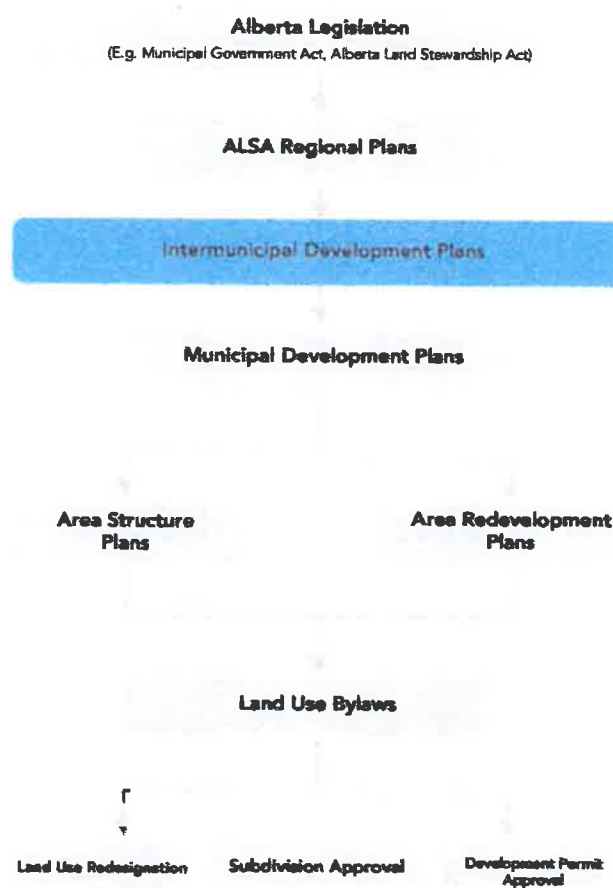 Alberta Legislation
(E.g. Municipal Government Act, Alberta Land Stewardship Act)
ALSA Regional Plans
Intermunicipal Development Plans
Municipal Development Plans
Area Structure
Plans
Area Redevelopment
Plans
Land Use Bylaws
Land Use Redesignation
Subdivision Approval
Development Permit
Approval